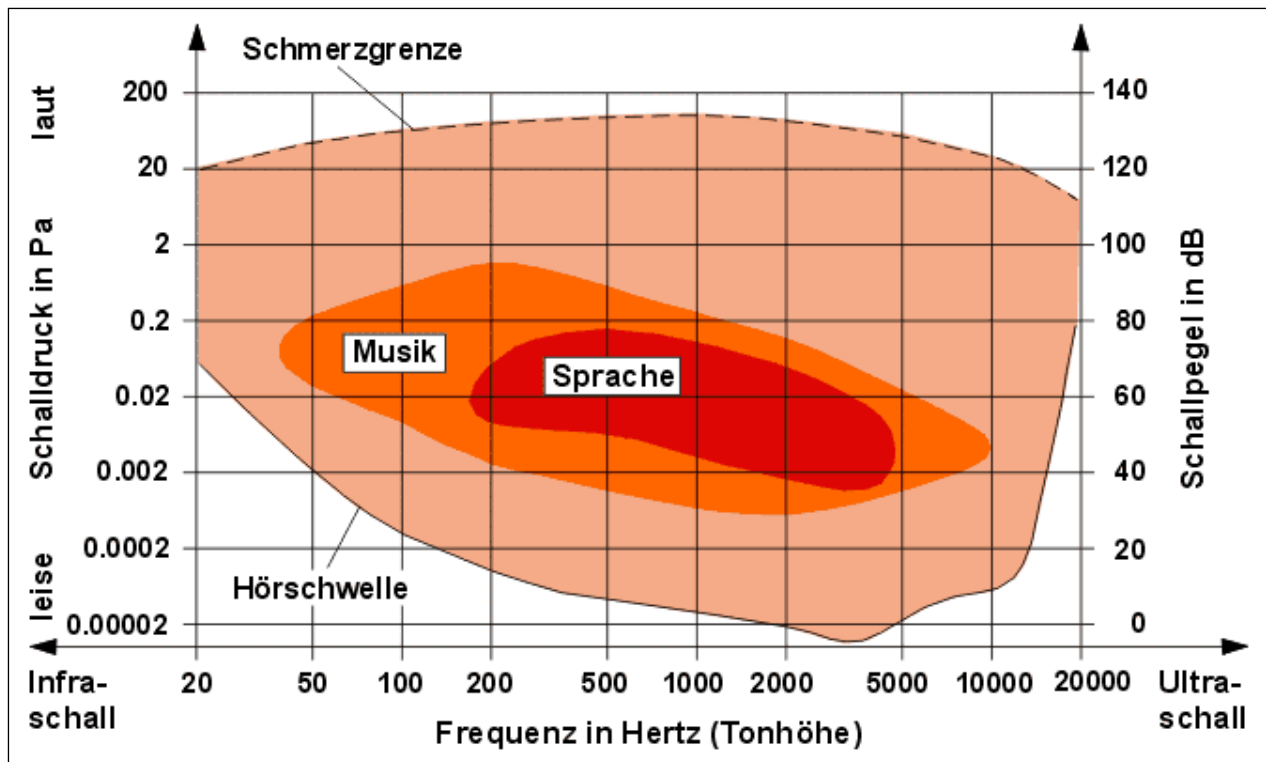 Schmerzgrenze
laut
Schalldruck in Pa
leise
200
20
2
0.2
0.02
0.002
0.0002
0.00002
140
120
100
80
60
40
20
0
Schallpegel in dB
Musik
Sprache
Hörschwelle
Infra-
schall
20 50 100 200 500 1000 2000 5000 10000 20000
Ultra-
schall
Frequenz in Hertz (Tonhöhe)